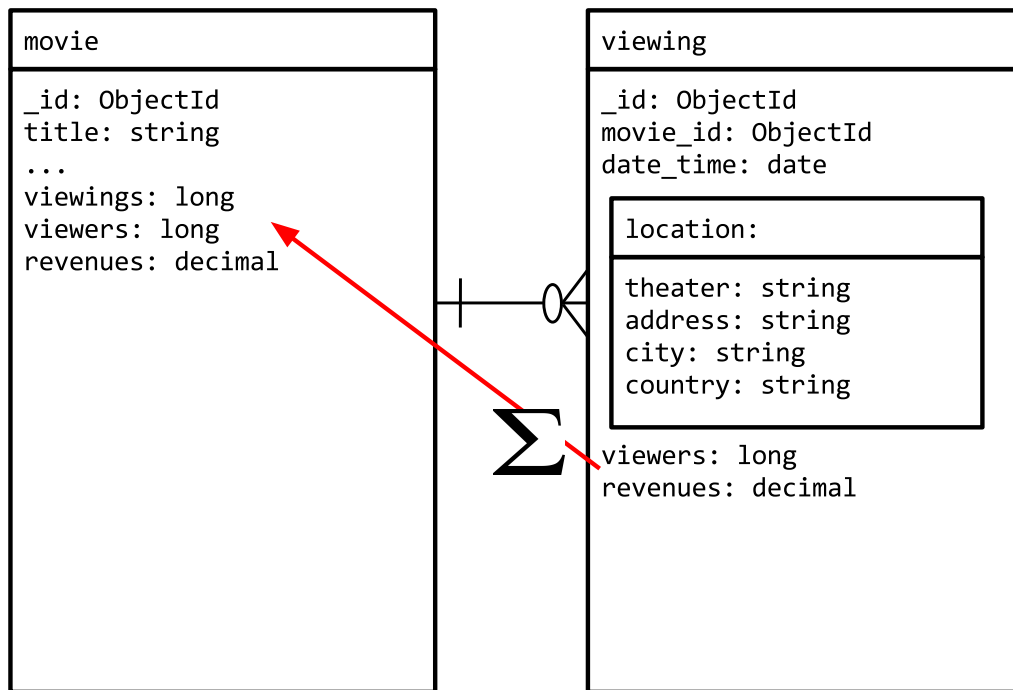 movie
_id: ObjectId
title: string
...
viewings: long
viewers: long
revenues: decimal
viewing
_id: ObjectId
movie_id: ObjectId
date_time: date
location:
theater: string
address: string
city: string
country: string
viewers: long
revenues: decimal
Σ